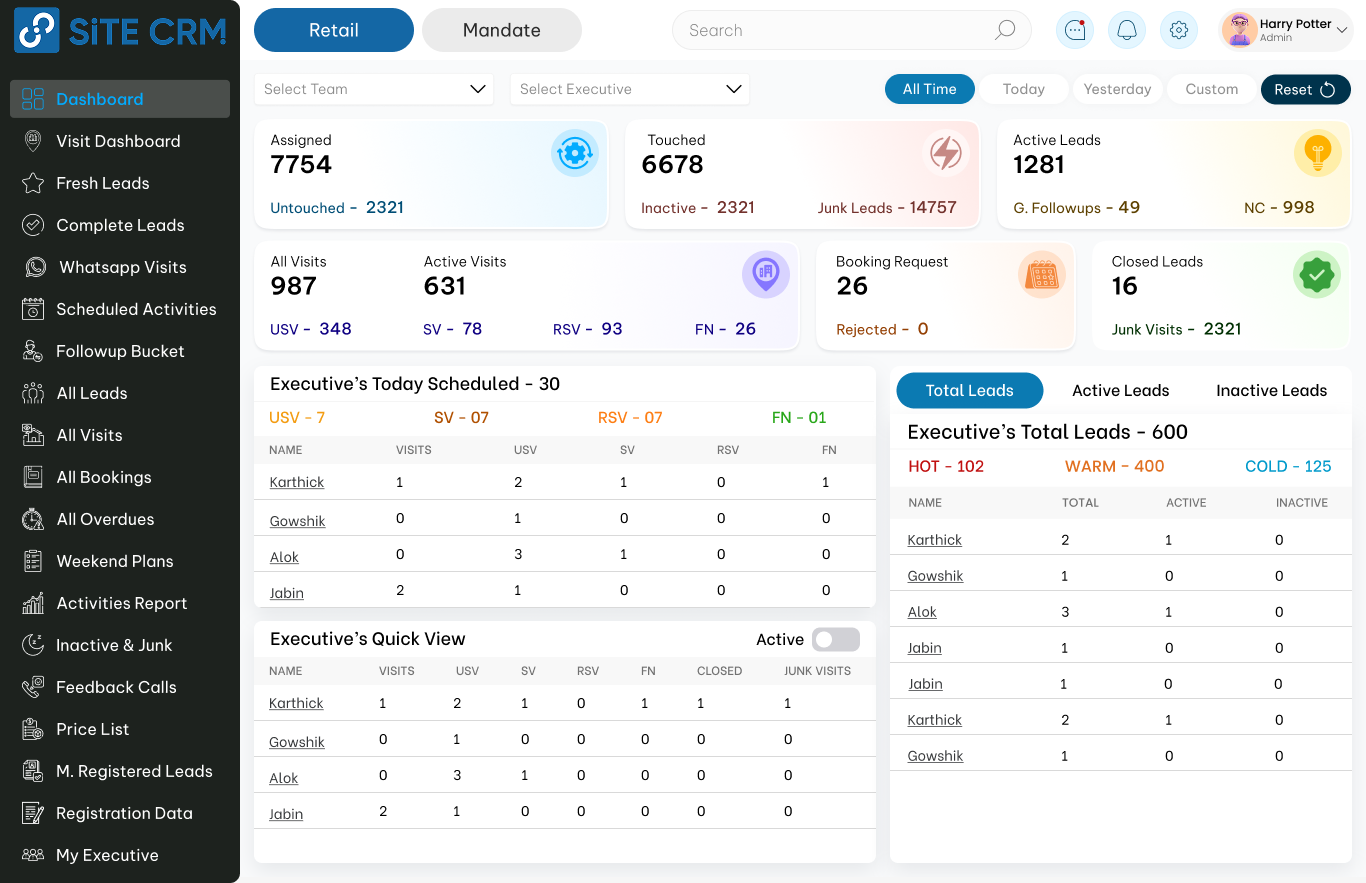 SiTE CRM
Retail
Mandate
Search
Harry Potter
Admin
Dashboard
Visit Dashboard
Fresh Leads
Complete Leads
Whatsapp Visits
Scheduled Activities
Followup Bucket
All Leads
All Visits
All Bookings
All Overdues
Weekend Plans
Activities Report
Inactive & Junk
Feedback Calls
Price List
M. Registered Leads
Registration Data
My Executive
Select Team
Select Executive
All Time
Today
Yesterday
Custom
Reset
Assigned
7754
Untouched - 2321
Touched
6678
Inactive - 2321 Junk Leads - 14757
Active Leads
1281
G. Followups - 49 NC - 998
All Visits Active Visits
987 631
USV - 348 SV - 78 RSV - 93 FN - 26
Booking Request
26
Rejected - 0
Closed Leads
16
Junk Visits - 2321
Executive's Today Scheduled - 30
USV - 7 SV - 07 RSV - 07 FN - 01
NAME VISITS USV SV RSV FN
Karthick 1 2 1 0 1
Gowshik 0 1 0 0 0
Alok 0 3 1 0 0
Jabin 2 1 0 0 0
Executive's Quick View Active
NAME VISITS USV SV RSV FN CLOSED JUNK VISITS
Karthick 1 2 1 0 1 1 1
Gowshik 0 1 0 0 0 0 0
Alok 0 3 1 0 0 0 0
Jabin 2 1 0 0 0 0 0
Total Leads Active Leads Inactive Leads
Executive's Total Leads - 600
HOT - 102 WARM - 400 COLD - 125
NAME TOTAL ACTIVE INACTIVE
Karthick 2 1 0
Gowshik 1 0 0
Alok 3 1 0
Jabin 1 0 0
Jabin 1 0 0
Karthick 2 1 0
Gowshik 1 0 0